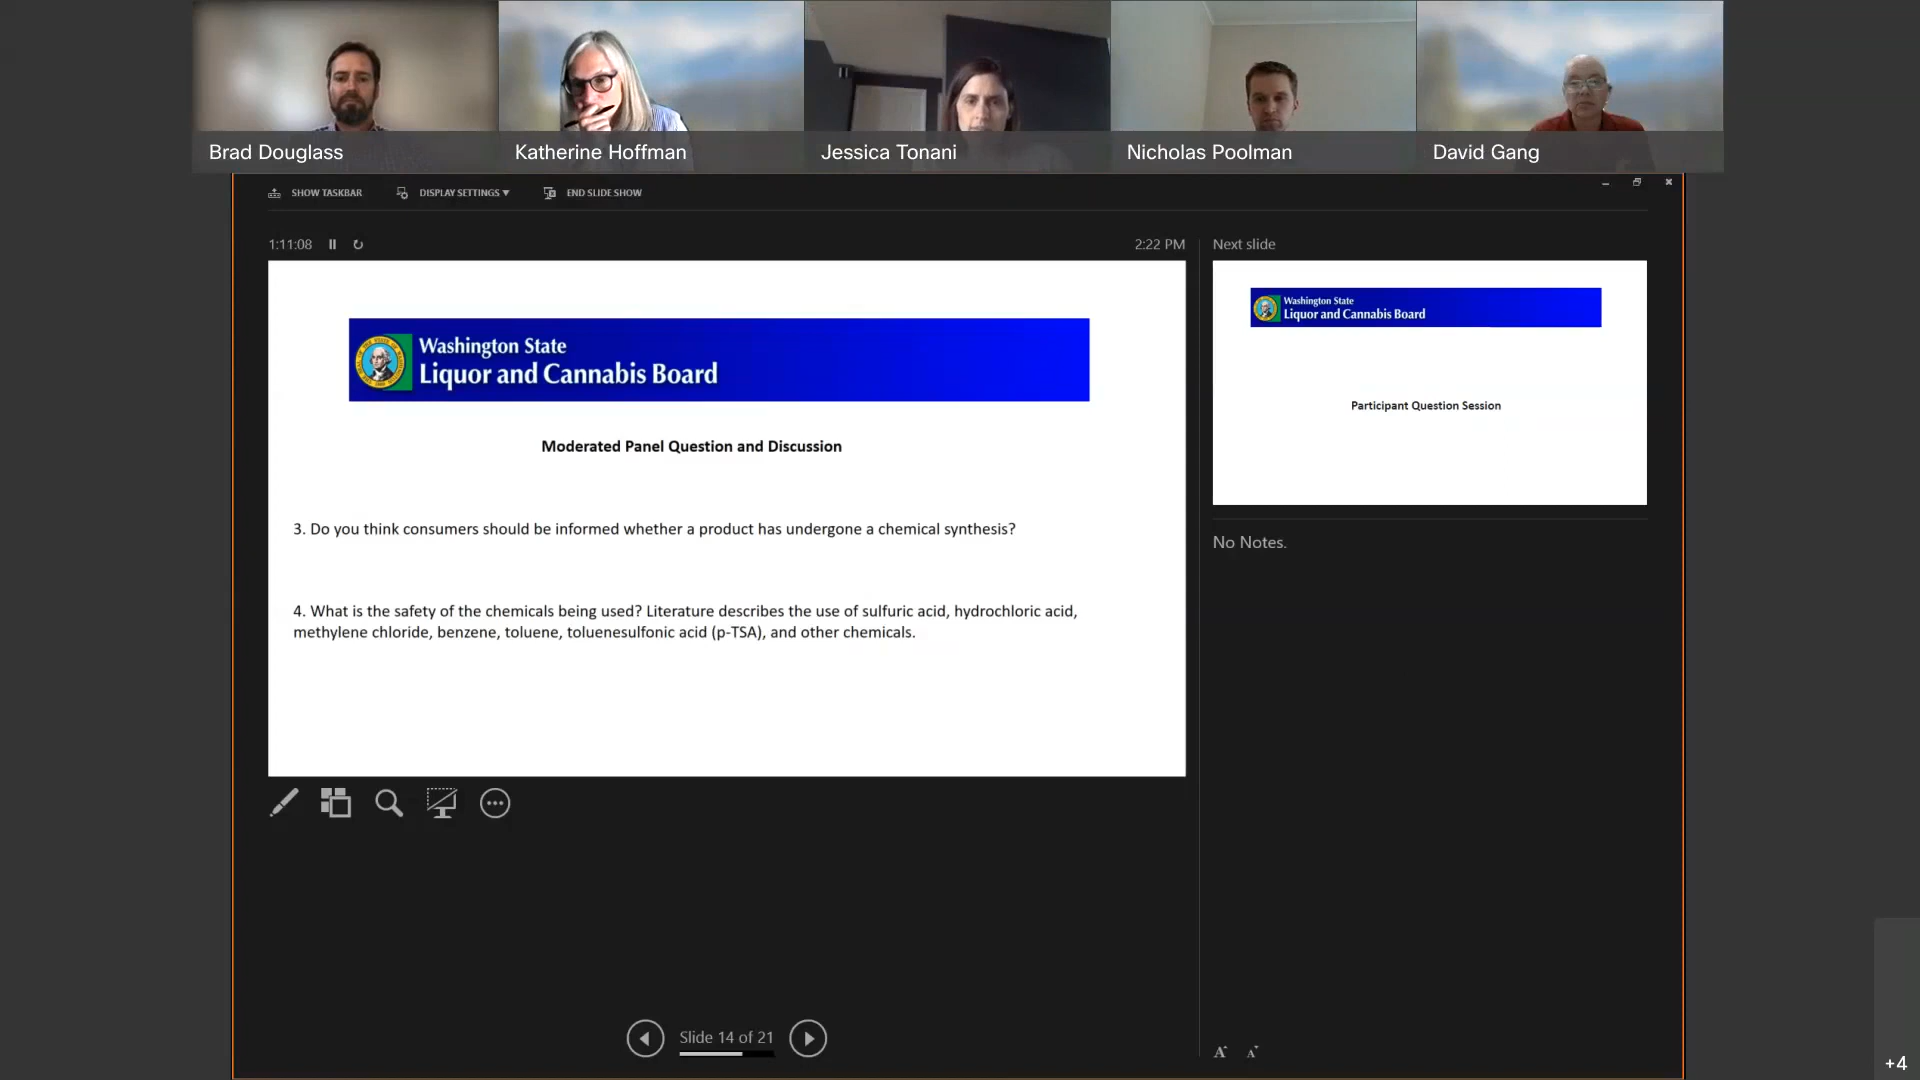 Brad Douglass
Katherine Hoffman
Jessica Tonani
Nicholas Poolman
David Gang
SHOW TASKBAR
DISPLAY SETTINGS
END SLIDE SHOW
1:11:08
2:22 PM
Next slide
Washington State
Liquor and Cannabis Board
Moderated Panel Question and Discussion
3. Do you think consumers should be informed whether a product has undergone a chemical synthesis?
4. What is the safety of the chemicals being used? Literature describes the use of sulfuric acid, hydrochloric acid,
methylene chloride, benzene, toluene, toluenesulfonic acid (p-TSA), and other chemicals.
Washington State
Liquor and Cannabis Board
Participant Question Session
No Notes.
Slide 14 of 21
A A
+4